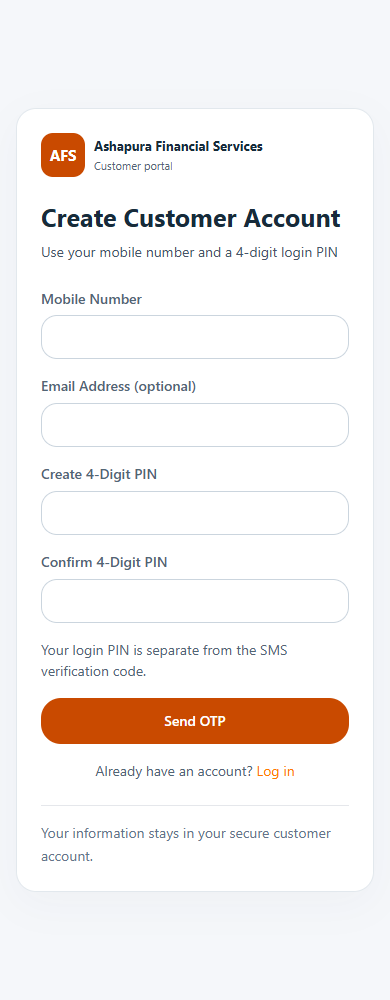 AFS
Ashapura Financial Services
Customer portal
Create Customer Account
Use your mobile number and a 4-digit login PIN
Mobile Number
Email Address (optional)
Create 4-Digit PIN
Confirm 4-Digit PIN
Your login PIN is separate from the SMS
verification code.
Send OTP
Already have an account? Log in
Your information stays in your secure customer
account.